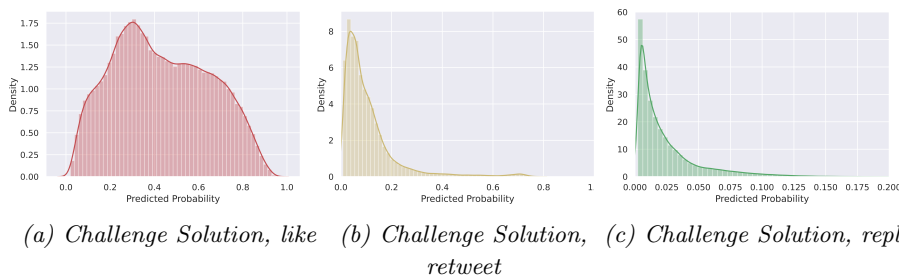 1.75
1.50
1.25
1.00
0.75
0.50
0.25
0.00
Density
0.0 0.2 0.4 0.6 0.8 1.0
Predicted Probability
8
6
4
2
0
Density
0.0 0.2 0.4 0.6 0.8 1.
Predicted Probability
60
50
40
30
20
10
0
Density
0.000 0.025 0.050 0.075 0.100 0.125 0.150 0.175 0.200
Predicted Probability
(a) Challenge Solution, like
(b) Challenge Solution,
retweet
(c) Challenge Solution, repl